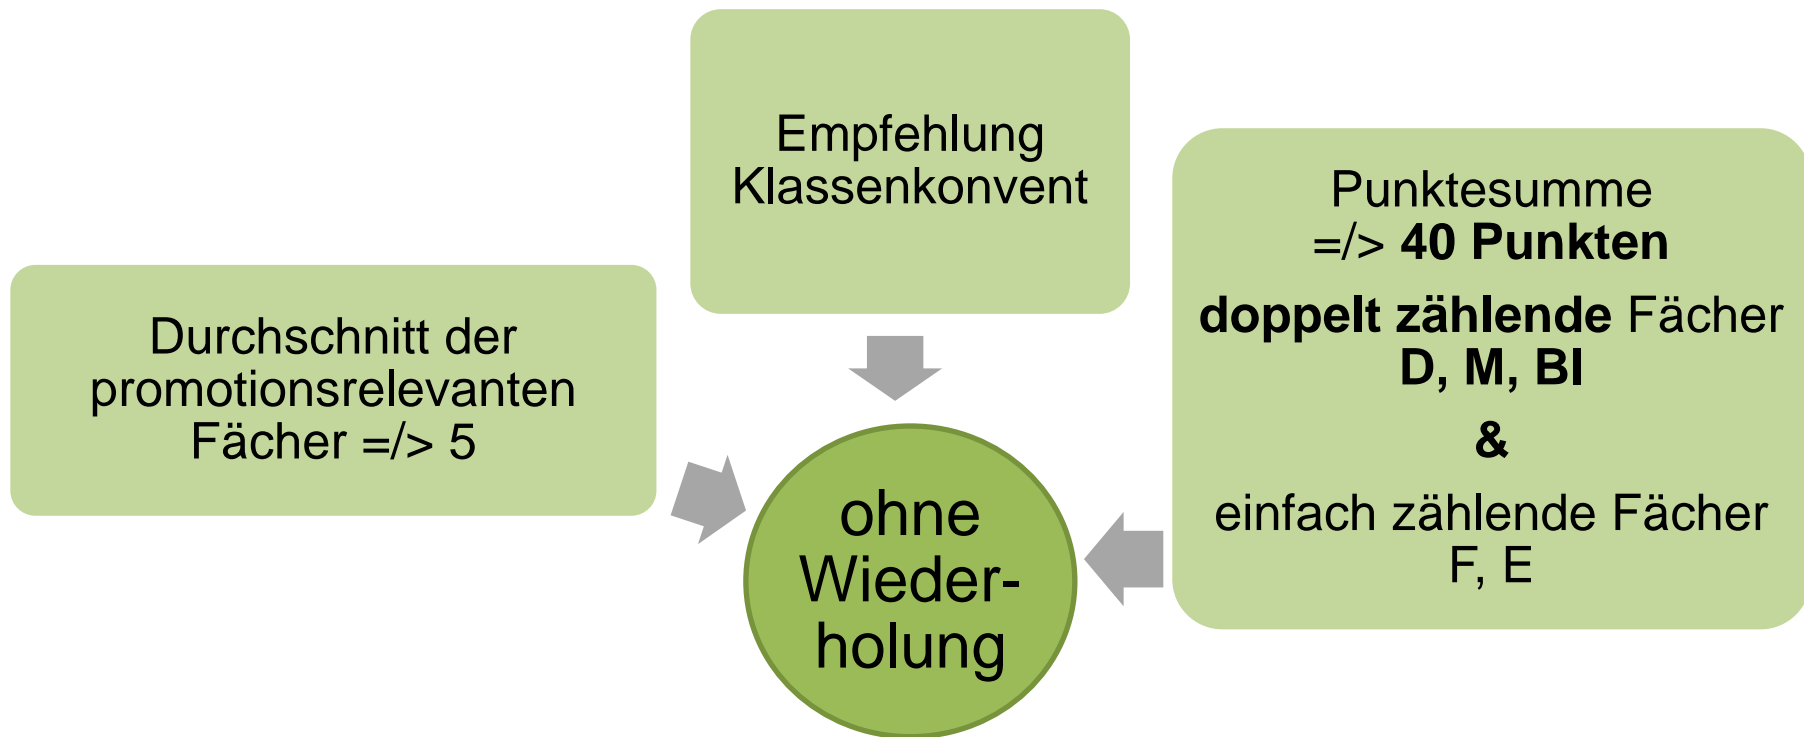 Empfehlung
Klassenkonvent
Durchschnitt der
promotionsrelevanten
Fächer =/> 5
Punktesumme
=/> 40 Punkten
doppelt zählende Fächer
D, M, BI
&
einfach zählende Fächer
F, E
ohne
Wieder-
holung